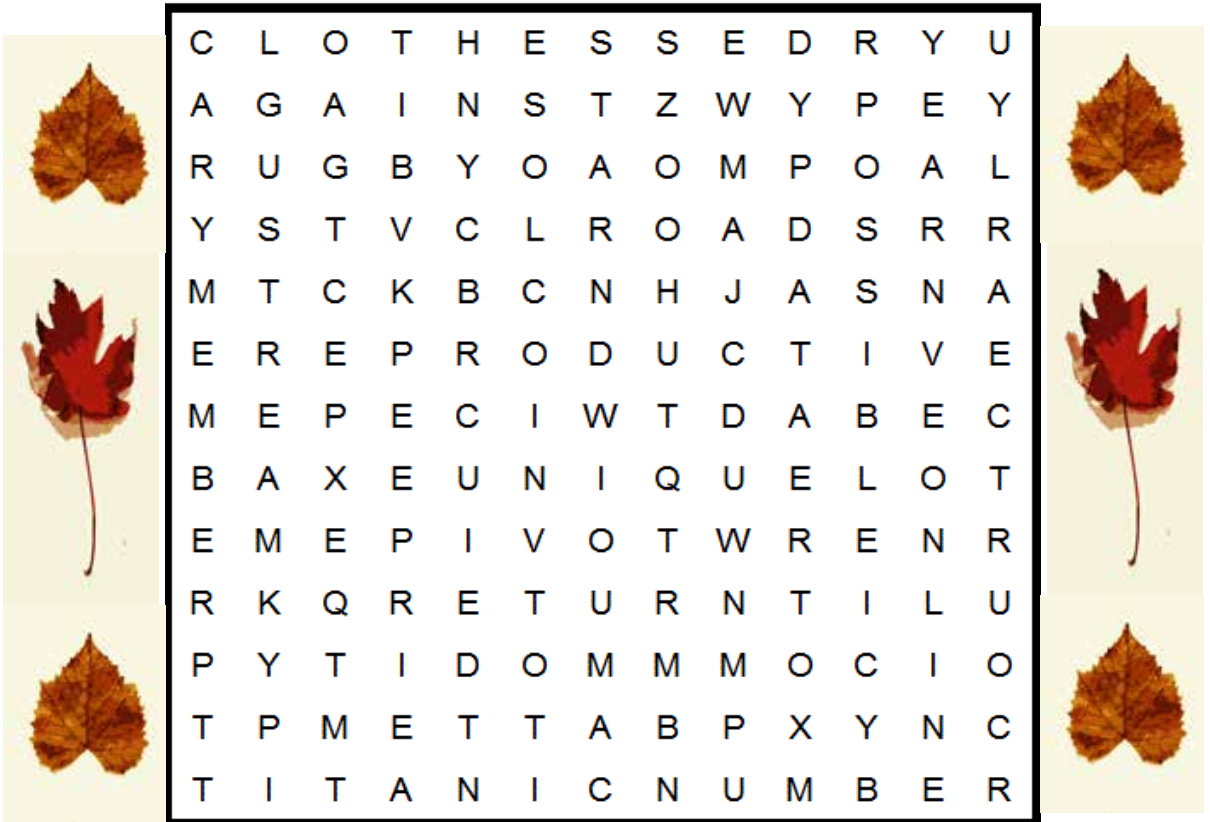 C L O T H E S S E D R Y U
A G A I N S T Z W Y P E Y
R U G B Y O A O M P O A L
Y S T V C L R O A D S R R
M T C K B C N H J A S N A
E R E P R O D U C T I V E
M E P E C I W T D A B E C
B A X E U N I Q U E L O T
E M E P I V O T W R E N R
R K Q R E T U R N T I L U
P Y T I D O M M M O C I O
T P M E T T A B P X Y N C
T I T A N I C N U M B E R